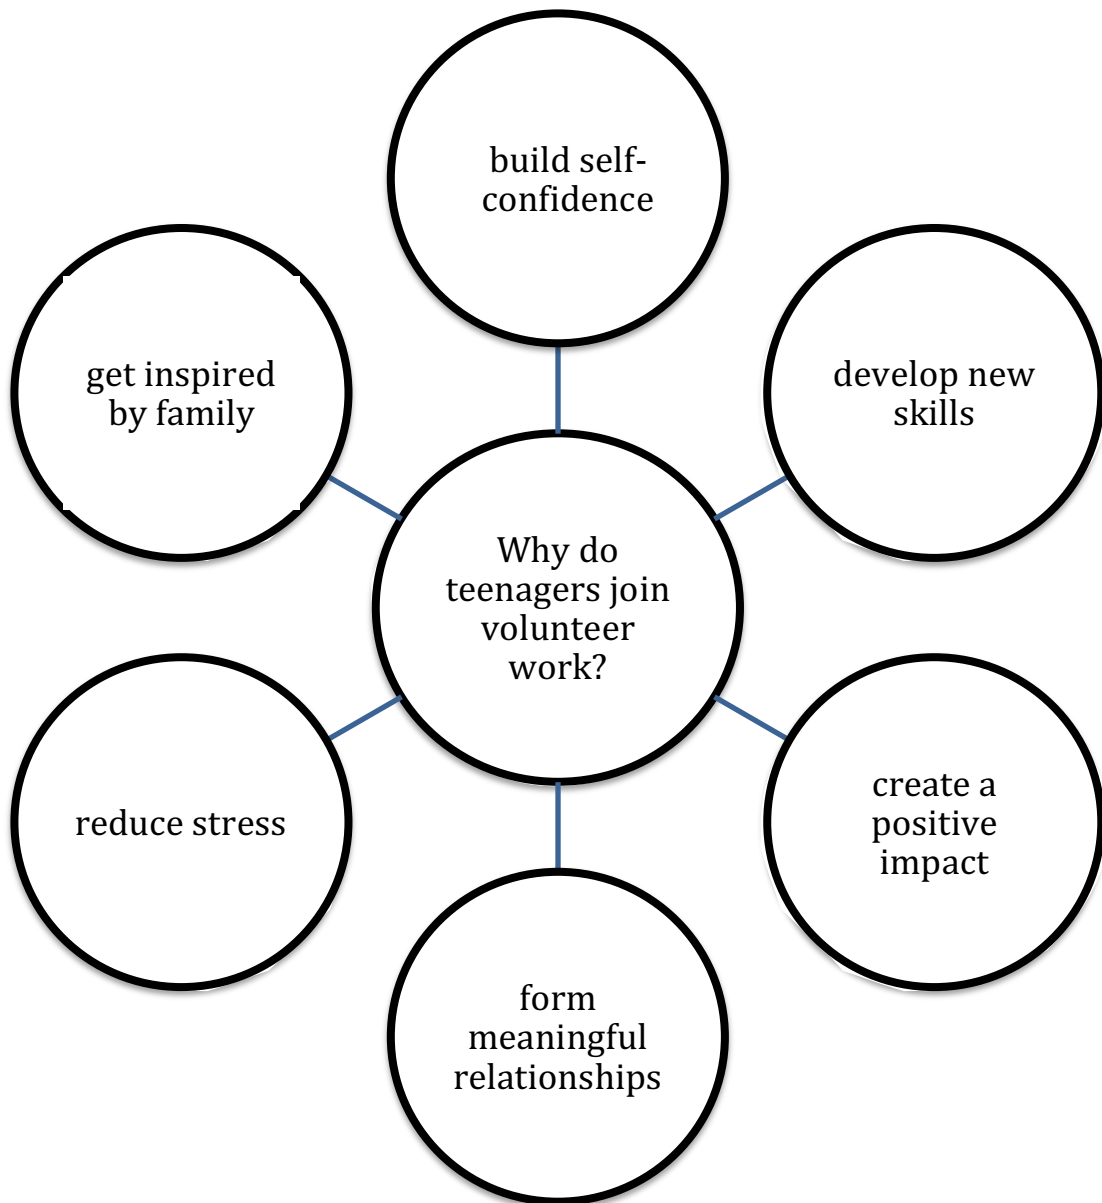 build self-
confidence
get inspired
by family
develop new
skills
Why do
teenagers join
volunteer
work?
reduce stress
create a
positive
impact
form
meaningful
relationships